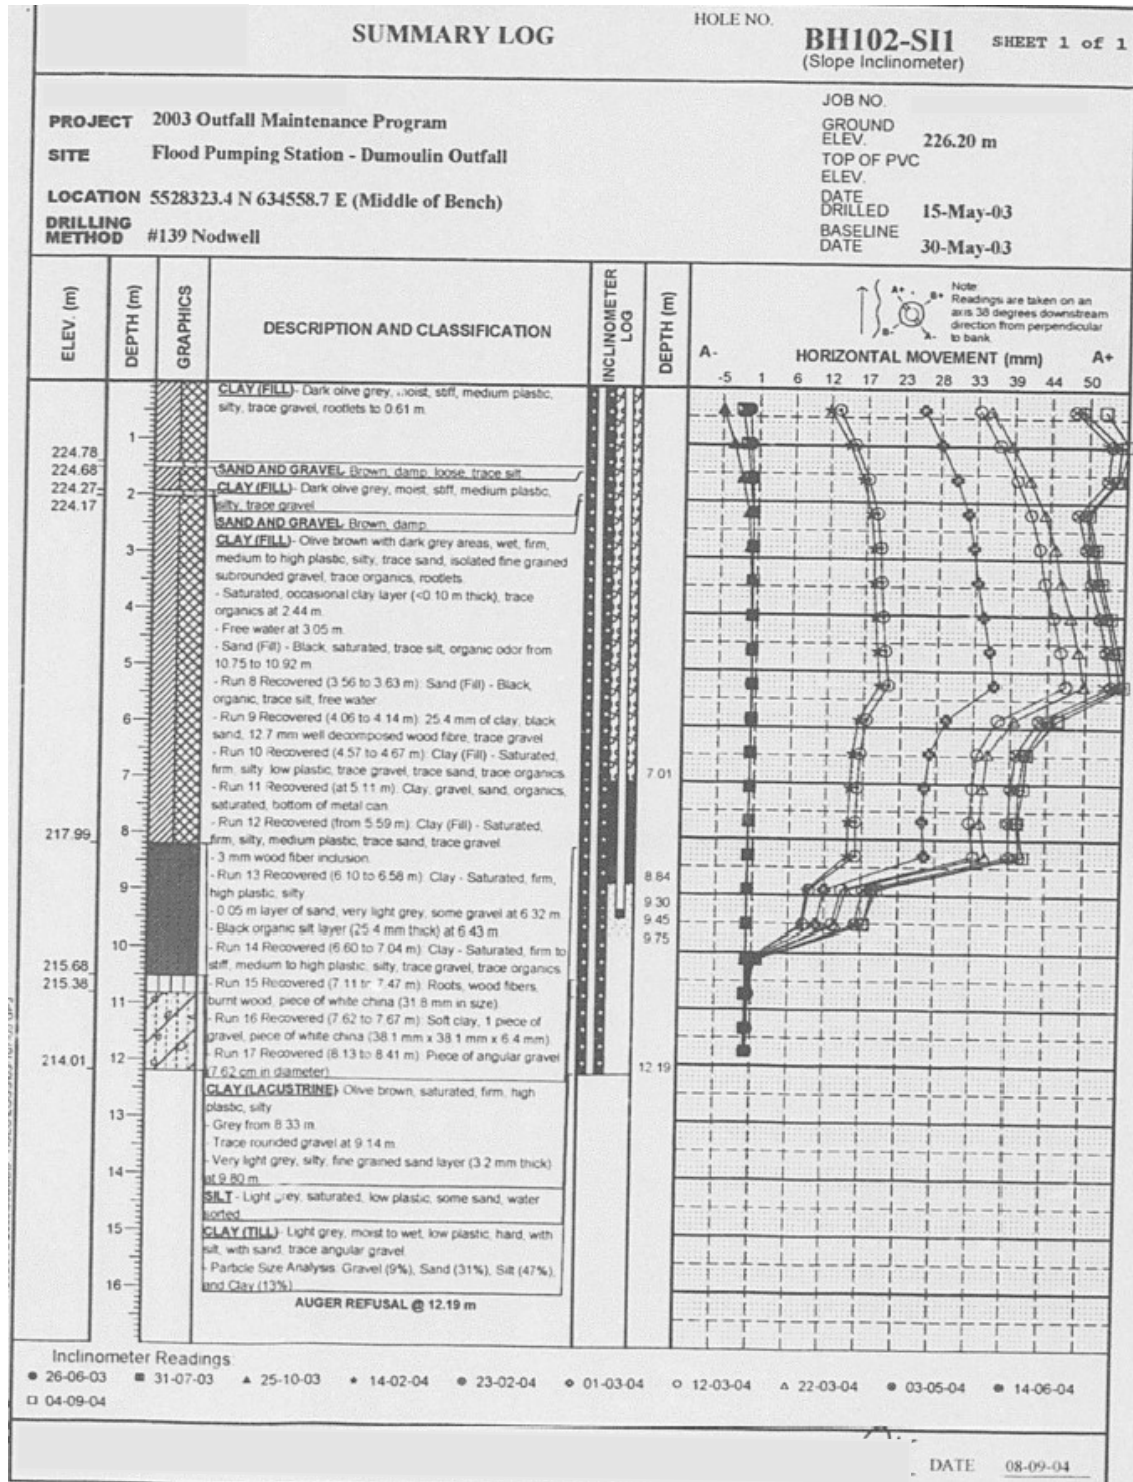 SUMMARY LOG
HOLE NO.
BH102-SI1 SHEET 1 of 1
(Slope Inclinometer)
PROJECT 2003 Outfall Maintenance Program
SITE Flood Pumping Station - Dumoulin Outfall
LOCATION 5528323.4 N 634558.7 E (Middle of Bench)
DRILLING METHOD #139 Nodwell
JOB NO.
GROUND ELEV. 226.20 m
TOP OF PVC ELEV.
DATE DRILLED 15-May-03
BASELINE DATE 30-May-03
ELEV. (m)
DEPTH (m)
GRAPHICS
DESCRIPTION AND CLASSIFICATION
INCLINOMETER LOG
DEPTH (m)
A+
B+
B-
A-
Note
Readings are taken on an
axis 38 degrees downstream
direction from perpendicular
to bank.
A- HORIZONTAL MOVEMENT (mm) A+
-5 1 6 12 17 23 28 33 39 44 50
224.78
224.68
224.27
224.17
217.99
215.68
215.38
214.01
1
2
3
4
5
6
7
8
9
10
11
12
13
14
15
16
CLAY (FILL)- Dark olive grey, moist, stiff, medium plastic,
silty, trace gravel, rootlets to 0.61 m.
SAND AND GRAVEL- Brown, damp, loose, trace silt.
CLAY (FILL)- Dark olive grey, moist, stiff, medium plastic,
silty, trace gravel.
SAND AND GRAVEL- Brown, damp.
CLAY (FILL)- Olive brown with dark grey areas, wet, firm,
medium to high plastic, silty, trace sand, isolated fine grained
subrounded gravel, trace organics, rootlets.
- Saturated, occasional clay layer (<0.10 m thick), trace
organics at 2.44 m.
- Free water at 3.05 m.
- Sand (Fill) - Black, saturated, trace silt, organic odor from
10.75 to 10.92 m.
- Run 8 Recovered (3.56 to 3.63 m): Sand (Fill) - Black,
organic, trace silt, free water.
- Run 9 Recovered (4.06 to 4.14 m): 25.4 mm of clay, black
sand, 12.7 mm well decomposed wood fibre, trace gravel
- Run 10 Recovered (4.57 to 4.67 m): Clay (Fill) - Saturated,
firm, silty, low plastic, trace gravel, trace sand, trace organics.
- Run 11 Recovered (at 5.11 m): Clay, gravel, sand, organics,
saturated, bottom of metal can.
- Run 12 Recovered (from 5.59 m): Clay (Fill) - Saturated,
firm, silty, medium plastic, trace sand, trace gravel
- 3 mm wood fiber inclusion.
- Run 13 Recovered (6.10 to 6.58 m): Clay - Saturated, firm,
high plastic, silty
- 0.05 m layer of sand, very light grey, some gravel at 6.32 m.
- Black organic silt layer (25.4 mm thick) at 6.43 m.
- Run 14 Recovered (6.60 to 7.04 m): Clay - Saturated, firm to
stiff, medium to high plastic, silty, trace gravel, trace organics.
- Run 15 Recovered (7.11 to 7.47 m): Roots, wood fibers,
burnt wood, piece of white china (31.8 mm in size).
- Run 16 Recovered (7.62 to 7.67 m): Soft clay, 1 piece of
gravel, piece of white china (38.1 mm x 38.1 mm x 6.4 mm).
- Run 17 Recovered (8.13 to 8.41 m): Piece of angular gravel
(7.62 cm in diameter)
CLAY (LACUSTRINE)- Olive brown, saturated, firm, high
plastic, silty
- Grey from 8.33 m.
- Trace rounded gravel at 9.14 m.
- Very light grey, silty, fine grained sand layer (3.2 mm thick)
at 9.80 m.
SILT - Light grey, saturated, low plastic, some sand, water
sorted.
CLAY (TILL)- Light grey, moist to wet, low plastic, hard, with
silt, with sand, trace angular gravel.
- Particle Size Analysis: Gravel (9%), Sand (31%), Silt (47%),
and Clay (13%)
AUGER REFUSAL @ 12.19 m
7.01
8.84
9.30
9.45
9.75
12.19
Inclinometer Readings:
26-06-03 31-07-03 25-10-03 14-02-04 23-02-04 01-03-04 12-03-04 22-03-04 03-05-04 14-06-04
04-09-04
DATE 08-09-04